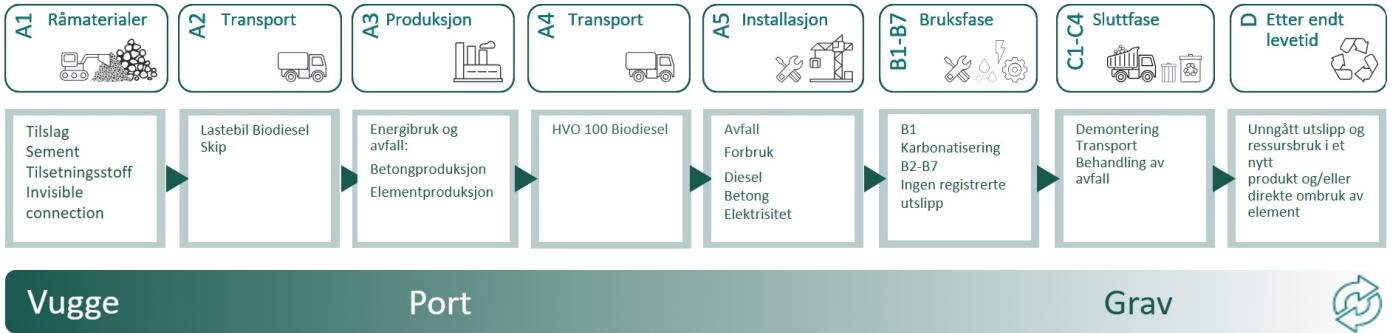 A1 Råmaterialer
A2 Transport
A3 Produksjon
A4 Transport
A5 Installasjon
B1-B7 Bruksfase
C1-C4 Sluttfase
D Etter endt
levetid
Tilslag
Sement
Tilsetningsstoff
Invisible
connection
Lastebil Biodiesel
Skip
Energibruk og
avfall:
Betongproduksjon
Elementproduksjon
HVO 100 Biodiesel
Avfall
Forbruk
Diesel
Betong
Elektrisitet
B1
Karbonatisering
B2-B7
Ingen registrerte
utslipp
Demontering
Transport
Behandling av
avfall
Unngått utslipp og
ressursbruk i et
nytt
produkt og/eller
direkte ombruk av
element
Vugge
Port
Grav